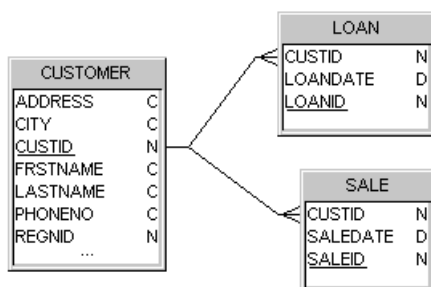 CUSTOMER
ADDRESS C
CITY C
CUSTID N
FRSTNAME C
LASTNAME C
PHONENO C
REGNID N
...
LOAN
CUSTID N
LOANDATE D
LOANID N
SALE
CUSTID N
SALEDATE D
SALEID N